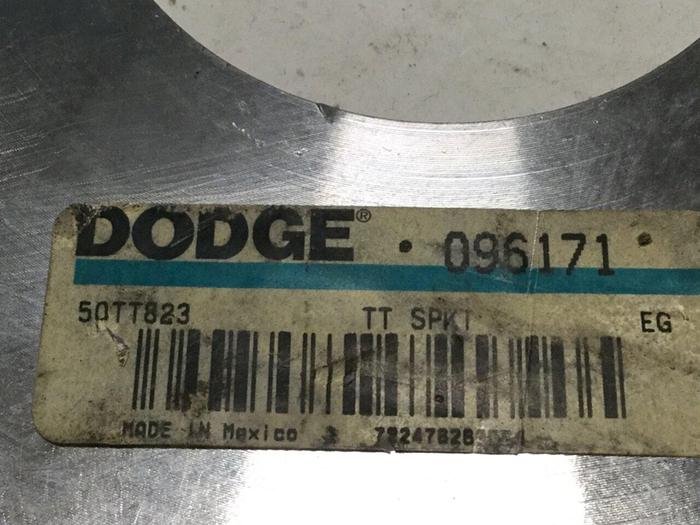 DODGE® 096171
50TT823 TT SPKT EG
MADE IN Mexico